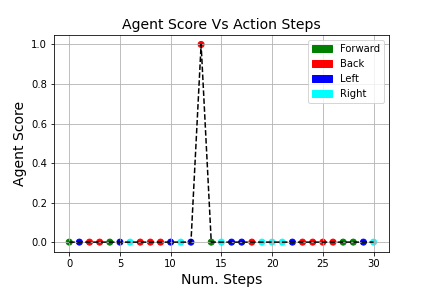 Agent Score Vs Action Steps
1.0
0.8
0.6
0.4
0.2
0.0
Agent Score
Forward
Back
Left
Right
0 5 10 15 20 25 30
Num. Steps